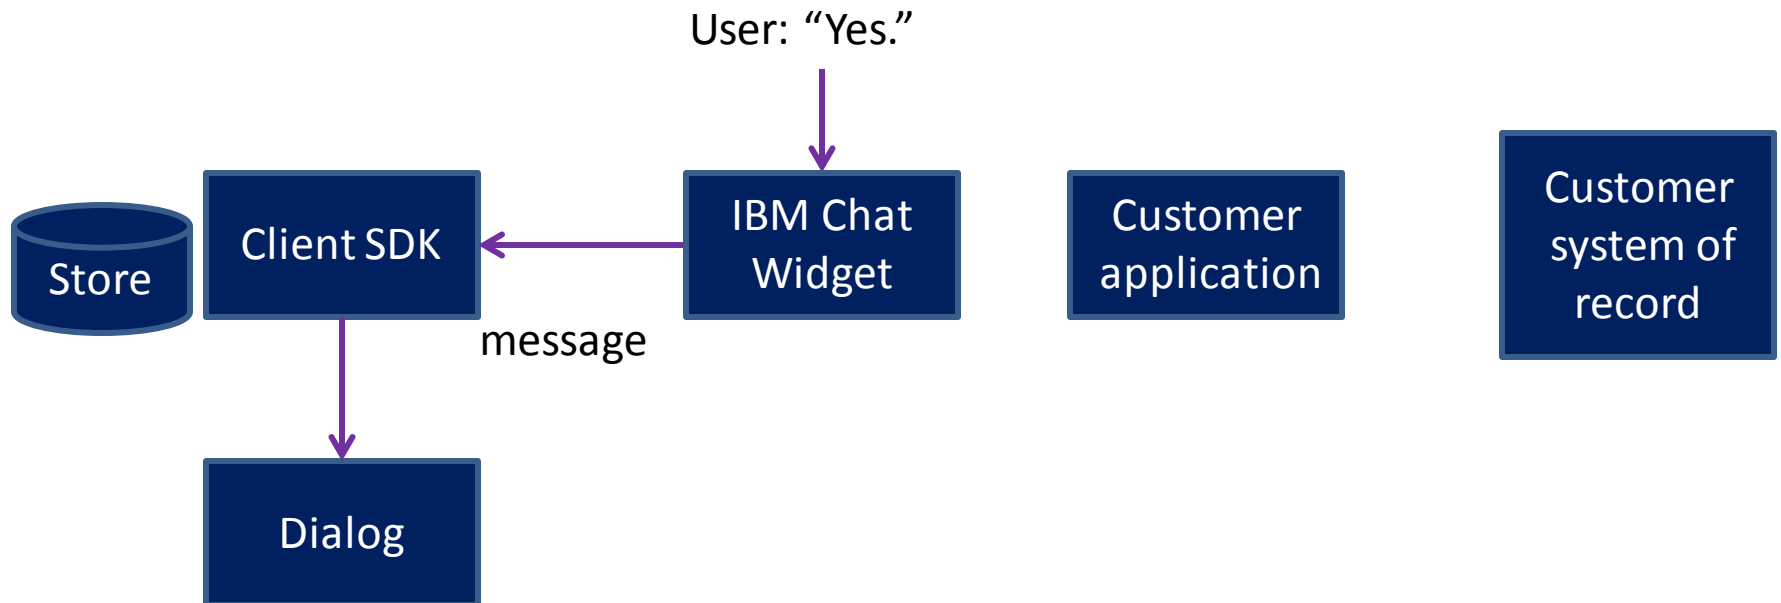 User: “Yes.”
Store
Client SDK
IBM Chat
Widget
Customer
application
Customer
system of
record
message
Dialog